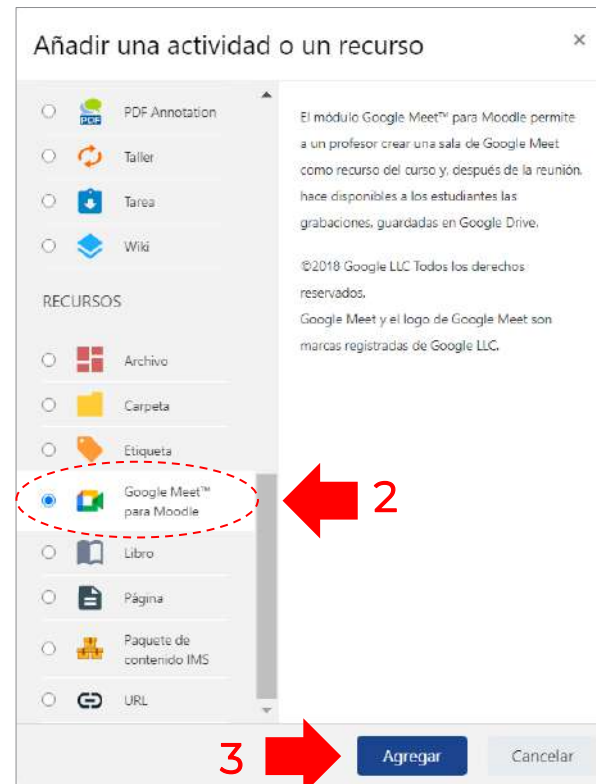 Añadir una actividad o un recurso
×
PDF
PDF Annotation
Taller
Tarea
Wiki
RECURSOS
Archivo
Carpeta
Etiqueta
Google Meet™
para Moodle
Libro
Página
Paquete de
contenido IMS
URL
El módulo Google Meet™ para Moodle permite
a un profesor crear una sala de Google Meet
como recurso del curso y, después de la reunión,
hace disponibles a los estudiantes las
grabaciones, guardadas en Google Drive.
©2018 Google LLC Todos los derechos
reservados.
Google Meet y el logo de Google Meet son
marcas registradas de Google LLC.
2
3
Agregar
Cancelar